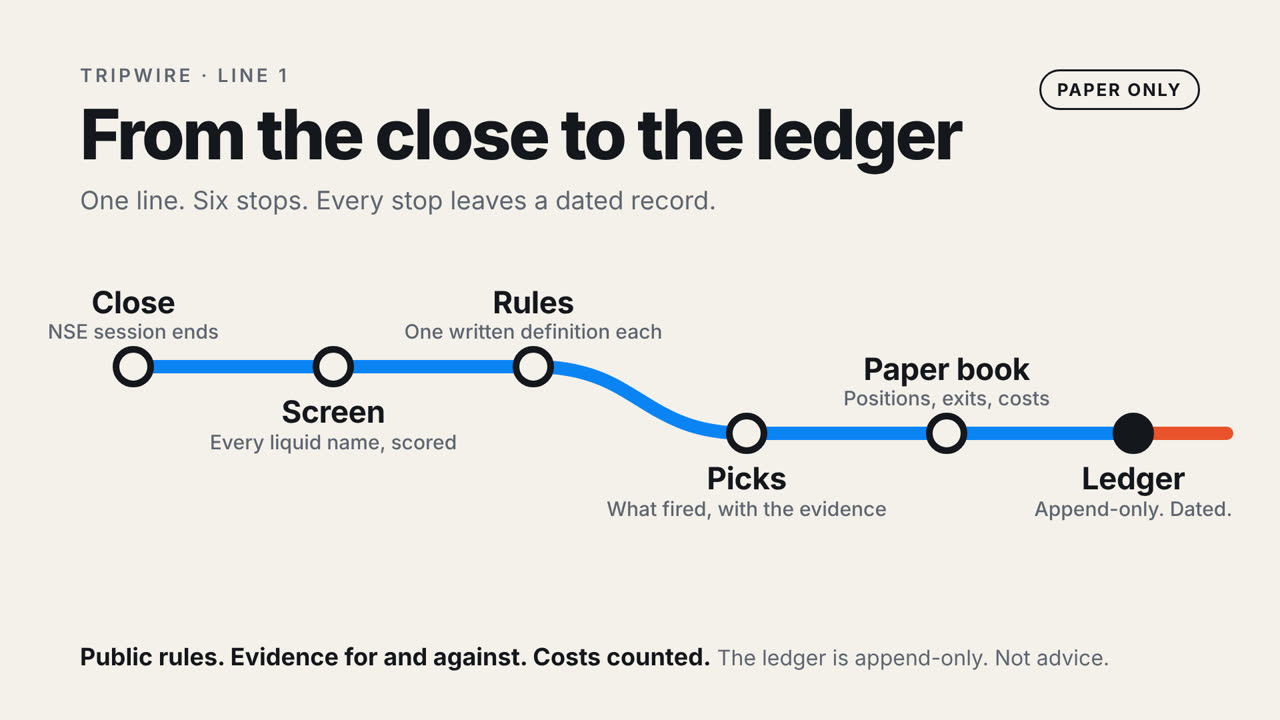 TRIPWIRE · LINE 1
PAPER ONLY
From the close to the ledger
One line. Six stops. Every stop leaves a dated record.
Close
NSE session ends
Screen
Every liquid name, scored
Rules
One written definition each
Picks
What fired, with the evidence
Paper book
Positions, exits, costs
Ledger
Append-only. Dated.
Public rules. Evidence for and against. Costs counted. The ledger is append-only. Not advice.